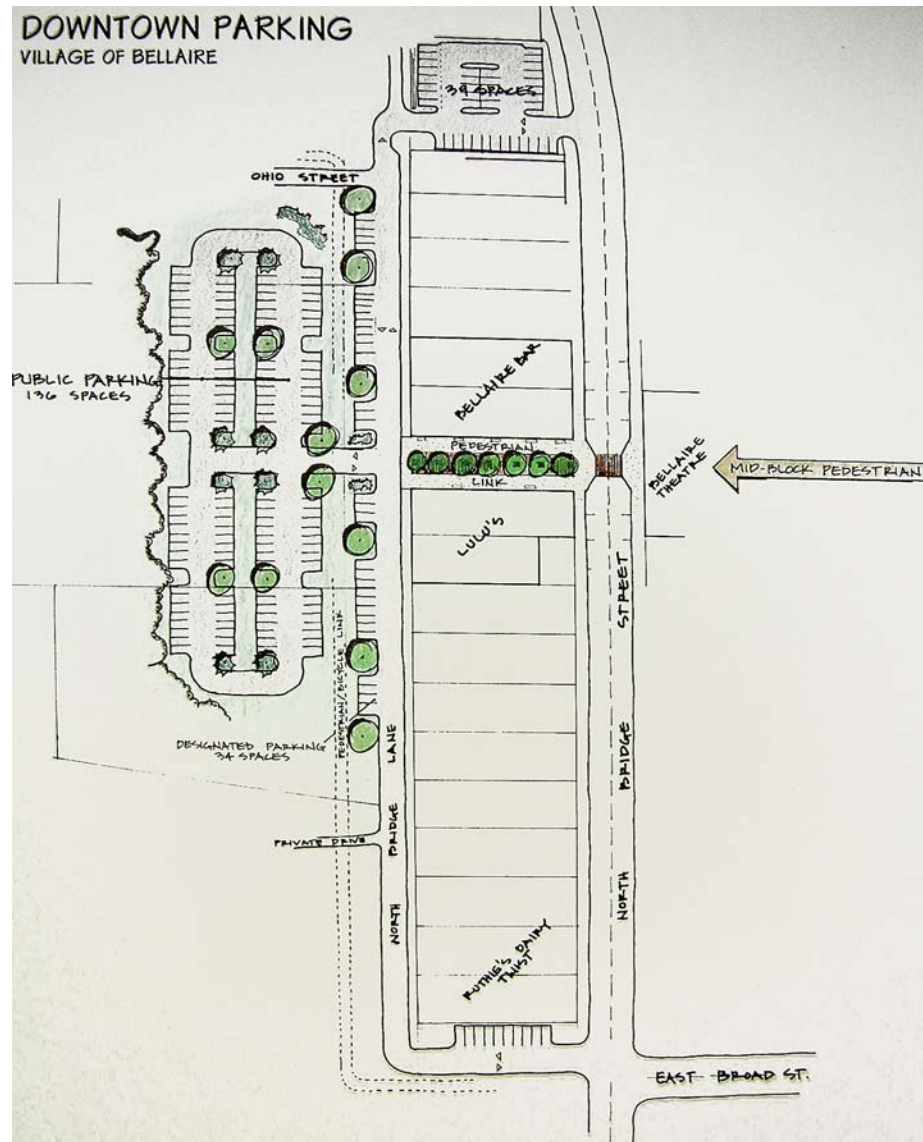 DOWNTOWN PARKING
VILLAGE OF BELLAIRE
34 SPACES
OHIO STREET
BELLAIRE BAR
PUBLIC PARKING
136 SPACES
PEDESTRIAN
LINK
BELLAIRE
THEATRE
MID-BLOCK PEDESTRIAN
LULU'S
PEDESTRIAN/BICYCLE LINK
DESIGNATED PARKING
34 SPACES
PRIVATE DRIVE
NORTH BRIDGE LANE
NORTH BRIDGE STREET
RUTHIE'S DAIRY
TWIST
EAST BROAD ST.